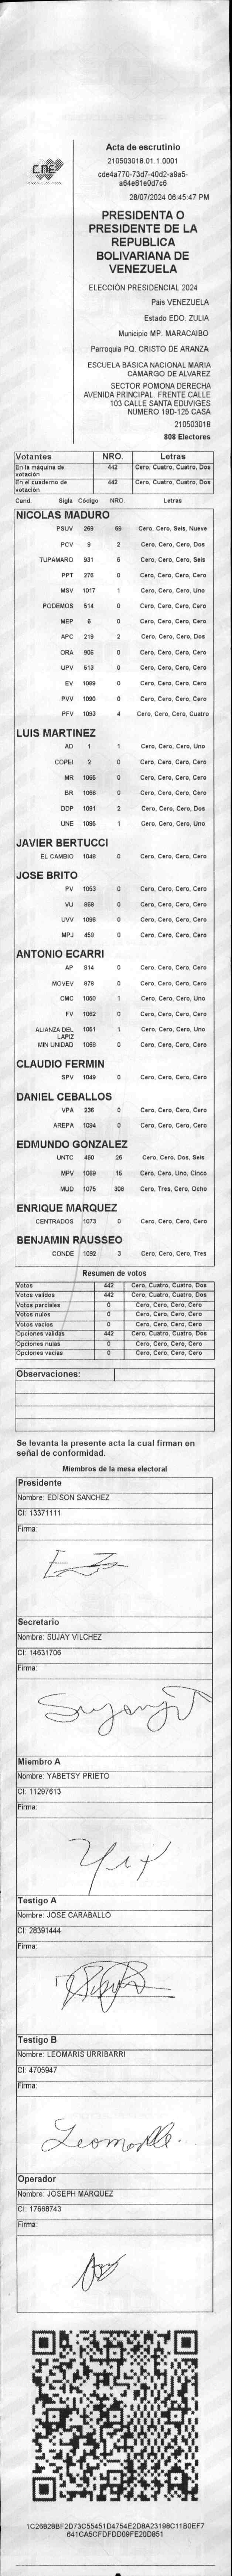 CNE
Acta de escrutinio
210503018.01.1.0001
cde4a770-73d7-40d2-a9a5-
a64e81e0d7c6
28/07/2024 06:45:47 PM
PRESIDENTA O
PRESIDENTE DE LA
REPUBLICA
BOLIVARIANA DE
VENEZUELA
ELECCIÓN PRESIDENCIAL 2024
País VENEZUELA
Estado EDO. ZULIA
Municipio MP. MARACAIBO
Parroquia PQ. CRISTO DE ARANZA
ESCUELA BASICA NACIONAL MARIA
CAMARGO DE ALVAREZ
SECTOR POMONA DERECHA
AVENIDA PRINCIPAL. FRENTE CALLE
103 CALLE SANTA EDUVIGES
NUMERO 19D-125 CASA
210503018
808 Electores
Votantes NRO. Letras
En la máquina de votación 442 Cero, Cuatro, Cuatro, Dos
En el cuaderno de votación 442 Cero, Cuatro, Cuatro, Dos
Cand. Sigla Código NRO. Letras
NICOLAS MADURO
PSUV 269 69 Cero, Cero, Seis, Nueve
PCV 9 2 Cero, Cero, Cero, Dos
TUPAMARO 931 6 Cero, Cero, Cero, Seis
PPT 276 0 Cero, Cero, Cero, Cero
MSV 1017 1 Cero, Cero, Cero, Uno
PODEMOS 514 0 Cero, Cero, Cero, Cero
MEP 6 0 Cero, Cero, Cero, Cero
APC 219 2 Cero, Cero, Cero, Dos
ORA 906 0 Cero, Cero, Cero, Cero
UPV 513 0 Cero, Cero, Cero, Cero
EV 1089 0 Cero, Cero, Cero, Cero
PVV 1090 0 Cero, Cero, Cero, Cero
PFV 1093 4 Cero, Cero, Cero, Cuatro
LUIS MARTINEZ
AD 1 1 Cero, Cero, Cero, Uno
COPEI 2 0 Cero, Cero, Cero, Cero
MR 1065 0 Cero, Cero, Cero, Cero
BR 1066 0 Cero, Cero, Cero, Cero
DDP 1091 2 Cero, Cero, Cero, Dos
UNE 1095 1 Cero, Cero, Cero, Uno
JAVIER BERTUCCI
EL CAMBIO 1048 0 Cero, Cero, Cero, Cero
JOSE BRITO
PV 1053 0 Cero, Cero, Cero, Cero
VU 868 0 Cero, Cero, Cero, Cero
UVV 1096 0 Cero, Cero, Cero, Cero
MPJ 459 0 Cero, Cero, Cero, Cero
ANTONIO ECARRI
AP 814 0 Cero, Cero, Cero, Cero
MOVEV 878 0 Cero, Cero, Cero, Cero
CMC 1050 1 Cero, Cero, Cero, Uno
FV 1062 0 Cero, Cero, Cero, Cero
ALIANZA DEL LAPIZ 1051 1 Cero, Cero, Cero, Uno
MIN UNIDAD 1068 0 Cero, Cero, Cero, Cero
CLAUDIO FERMIN
SPV 1049 0 Cero, Cero, Cero, Cero
DANIEL CEBALLOS
VPA 236 0 Cero, Cero, Cero, Cero
AREPA 1094 0 Cero, Cero, Cero, Cero
EDMUNDO GONZALEZ
UNTC 460 26 Cero, Cero, Dos, Seis
MPV 1069 15 Cero, Cero, Uno, Cinco
MUD 1075 308 Cero, Tres, Cero, Ocho
ENRIQUE MARQUEZ
CENTRADOS 1073 0 Cero, Cero, Cero, Cero
BENJAMIN RAUSSEO
CONDE 1092 3 Cero, Cero, Cero, Tres
Resumen de votos
Votos 442 Cero, Cuatro, Cuatro, Dos
Votos validos 442 Cero, Cuatro, Cuatro, Dos
Votos parciales 0 Cero, Cero, Cero, Cero
Votos nulos 0 Cero, Cero, Cero, Cero
Votos vacios 0 Cero, Cero, Cero, Cero
Opciones validas 442 Cero, Cuatro, Cuatro, Dos
Opciones nulas 0 Cero, Cero, Cero, Cero
Opciones vacias 0 Cero, Cero, Cero, Cero
Observaciones:
Se levanta la presente acta la cual firman en
señal de conformidad.
Miembros de la mesa electoral
Presidente
Nombre: EDISON SANCHEZ
CI: 13371111
Firma:
Secretario
Nombre: SUJAY VILCHEZ
CI: 14631706
Firma:
Miembro A
Nombre: YABETSY PRIETO
CI: 11297613
Firma:
Testigo A
Nombre: JOSE CARABALLO
CI: 28391444
Firma:
Testigo B
Nombre: LEOMARIS URRIBARRI
CI: 4705947
Firma:
Operador
Nombre: JOSEPH MARQUEZ
CI: 17668743
Firma:
1C2682BBF2D73C55451D4754E2D8A23198C11B0EF7
641CA5CFDFDD09FE20D851